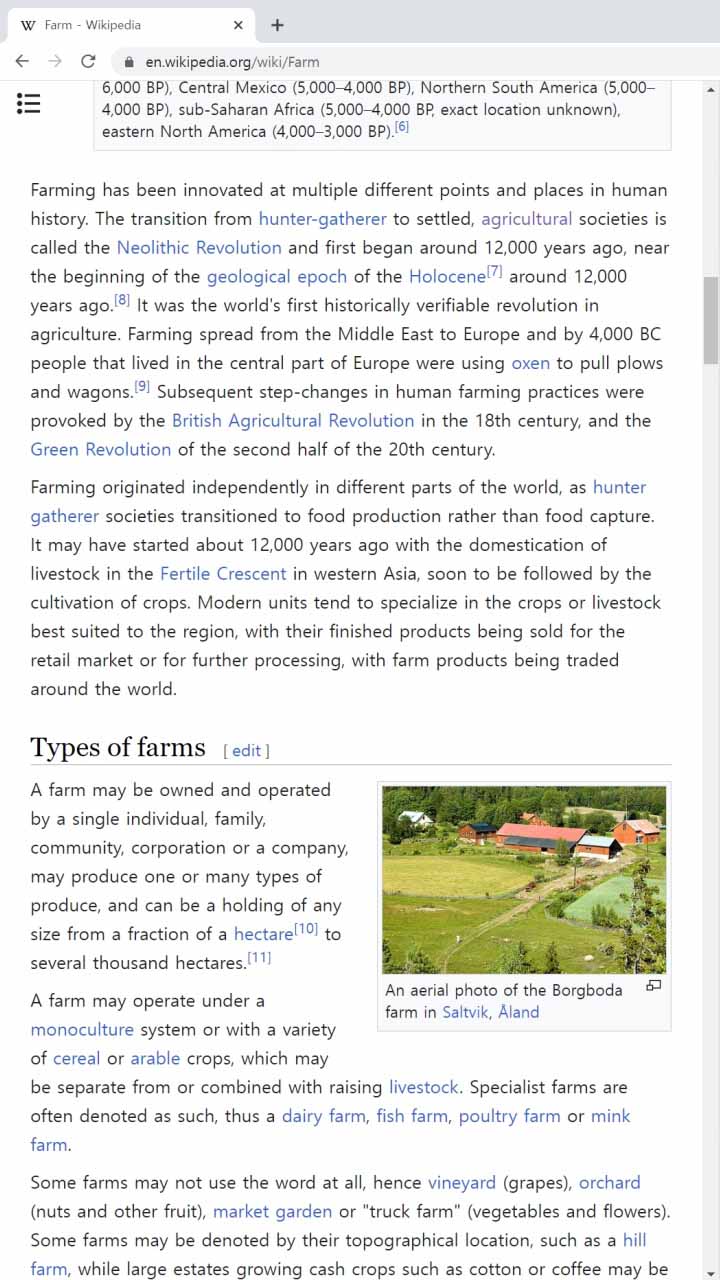 W Farm - Wikipedia
en.wikipedia.org/wiki/Farm
6,000 BP), Central Mexico (5,000–4,000 BP), Northern South America (5,000–
4,000 BP), sub-Saharan Africa (5,000–4,000 BP, exact location unknown),
eastern North America (4,000–3,000 BP).[6]
Farming has been innovated at multiple different points and places in human
history. The transition from hunter-gatherer to settled, agricultural societies is
called the Neolithic Revolution and first began around 12,000 years ago, near
the beginning of the geological epoch of the Holocene[7] around 12,000
years ago.[8] It was the world's first historically verifiable revolution in
agriculture. Farming spread from the Middle East to Europe and by 4,000 BC
people that lived in the central part of Europe were using oxen to pull plows
and wagons.[9] Subsequent step-changes in human farming practices were
provoked by the British Agricultural Revolution in the 18th century, and the
Green Revolution of the second half of the 20th century.
Farming originated independently in different parts of the world, as hunter
gatherer societies transitioned to food production rather than food capture.
It may have started about 12,000 years ago with the domestication of
livestock in the Fertile Crescent in western Asia, soon to be followed by the
cultivation of crops. Modern units tend to specialize in the crops or livestock
best suited to the region, with their finished products being sold for the
retail market or for further processing, with farm products being traded
around the world.
Types of farms [ edit ]
A farm may be owned and operated
by a single individual, family,
community, corporation or a company,
may produce one or many types of
produce, and can be a holding of any
size from a fraction of a hectare[10] to
several thousand hectares.[11]
An aerial photo of the Borgboda
farm in Saltvik, Åland
A farm may operate under a
monoculture system or with a variety
of cereal or arable crops, which may
be separate from or combined with raising livestock. Specialist farms are
often denoted as such, thus a dairy farm, fish farm, poultry farm or mink
farm.
Some farms may not use the word at all, hence vineyard (grapes), orchard
(nuts and other fruit), market garden or "truck farm" (vegetables and flowers).
Some farms may be denoted by their topographical location, such as a hill
farm, while large estates growing cash crops such as cotton or coffee may be